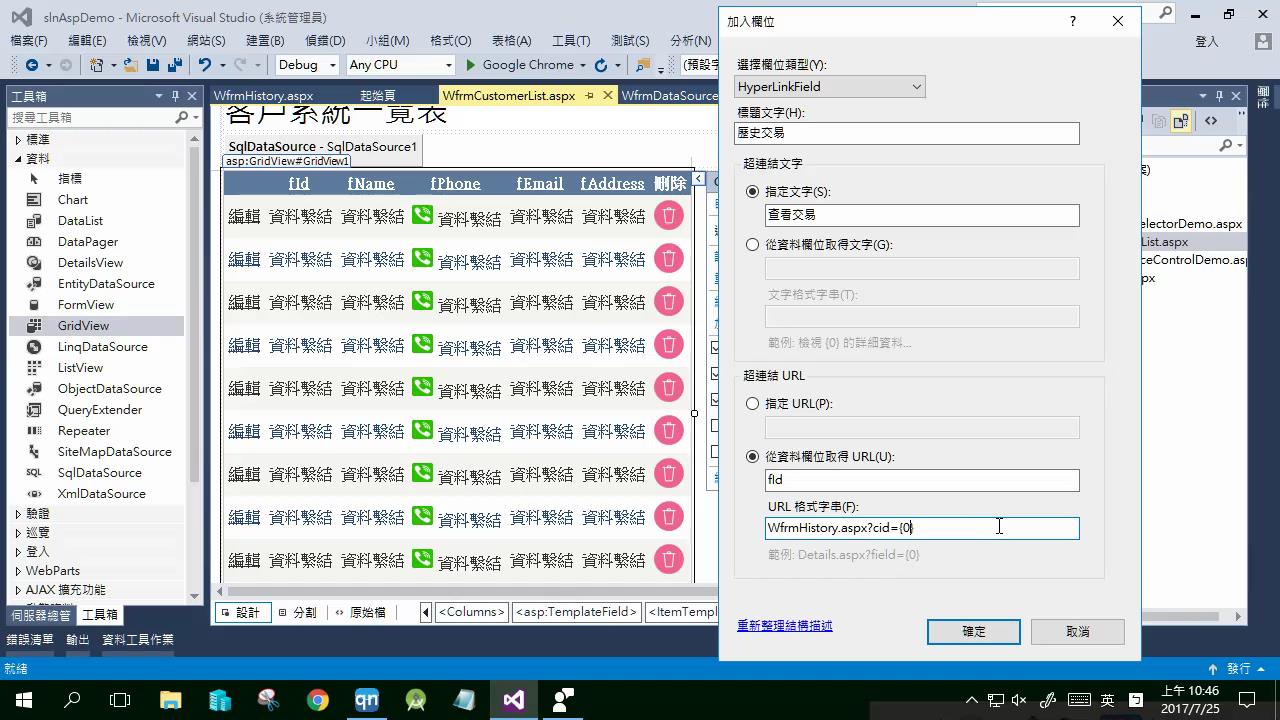 slnAspDemo - Microsoft Visual Studio (系統管理員)
檔案(F) 編輯(E) 檢視(V) 網站(S) 建置(B) 偵錯(D) 小組(M) 格式(O) 表格(A) 工具(T) 測試(S) 分析(N)
登入
Debug Any CPU Google Chrome (預設字
工具箱
搜尋工具箱
標準
資料
指標
Chart
DataList
DataPager
DetailsView
EntityDataSource
FormView
GridView
LinqDataSource
ListView
ObjectDataSource
QueryExtender
Repeater
SiteMapDataSource
SqlDataSource
XmlDataSource
驗證
巡覽
登入
WebParts
AJAX 擴充功能
伺服器總管 工具箱
錯誤清單 輸出 資料工具作業
就緒
WfrmHistory.aspx 起始頁 WfrmCustomerList.aspx WfrmDataSource
客戶系統一覽表
SqlDataSource - SqlDataSource1
asp:GridView#GridView1
fId fName fPhone fEmail fAddress 刪除
編輯 資料繫結 資料繫結 資料繫結 資料繫結 資料繫結
編輯 資料繫結 資料繫結 資料繫結 資料繫結 資料繫結
編輯 資料繫結 資料繫結 資料繫結 資料繫結 資料繫結
編輯 資料繫結 資料繫結 資料繫結 資料繫結 資料繫結
編輯 資料繫結 資料繫結 資料繫結 資料繫結 資料繫結
編輯 資料繫結 資料繫結 資料繫結 資料繫結 資料繫結
編輯 資料繫結 資料繫結 資料繫結 資料繫結 資料繫結
編輯 資料繫結 資料繫結 資料繫結 資料繫結 資料繫結
編輯 資料繫結 資料繫結 資料繫結 資料繫結 資料繫結
設計 分割 原始檔 <Columns> <asp:TemplateField> <ItemTempl
加入欄位
選擇欄位類型(Y):
HyperLinkField
標題文字(H):
歷史交易
超連結文字
指定文字(S):
查看交易
從資料欄位取得文字(G):
文字格式字串(T):
範例: 檢視 {0} 的詳細資料...
超連結 URL
指定 URL(P):
從資料欄位取得 URL(U):
fId
URL 格式字串(F):
WfrmHistory.aspx?cid={0}
範例: Details.aspx?field={0}
重新整理結構描述
確定 取消
electorDemo.aspx
List.aspx
ceControlDemo.as
px
發行
英
上午 10:46
2017/7/25